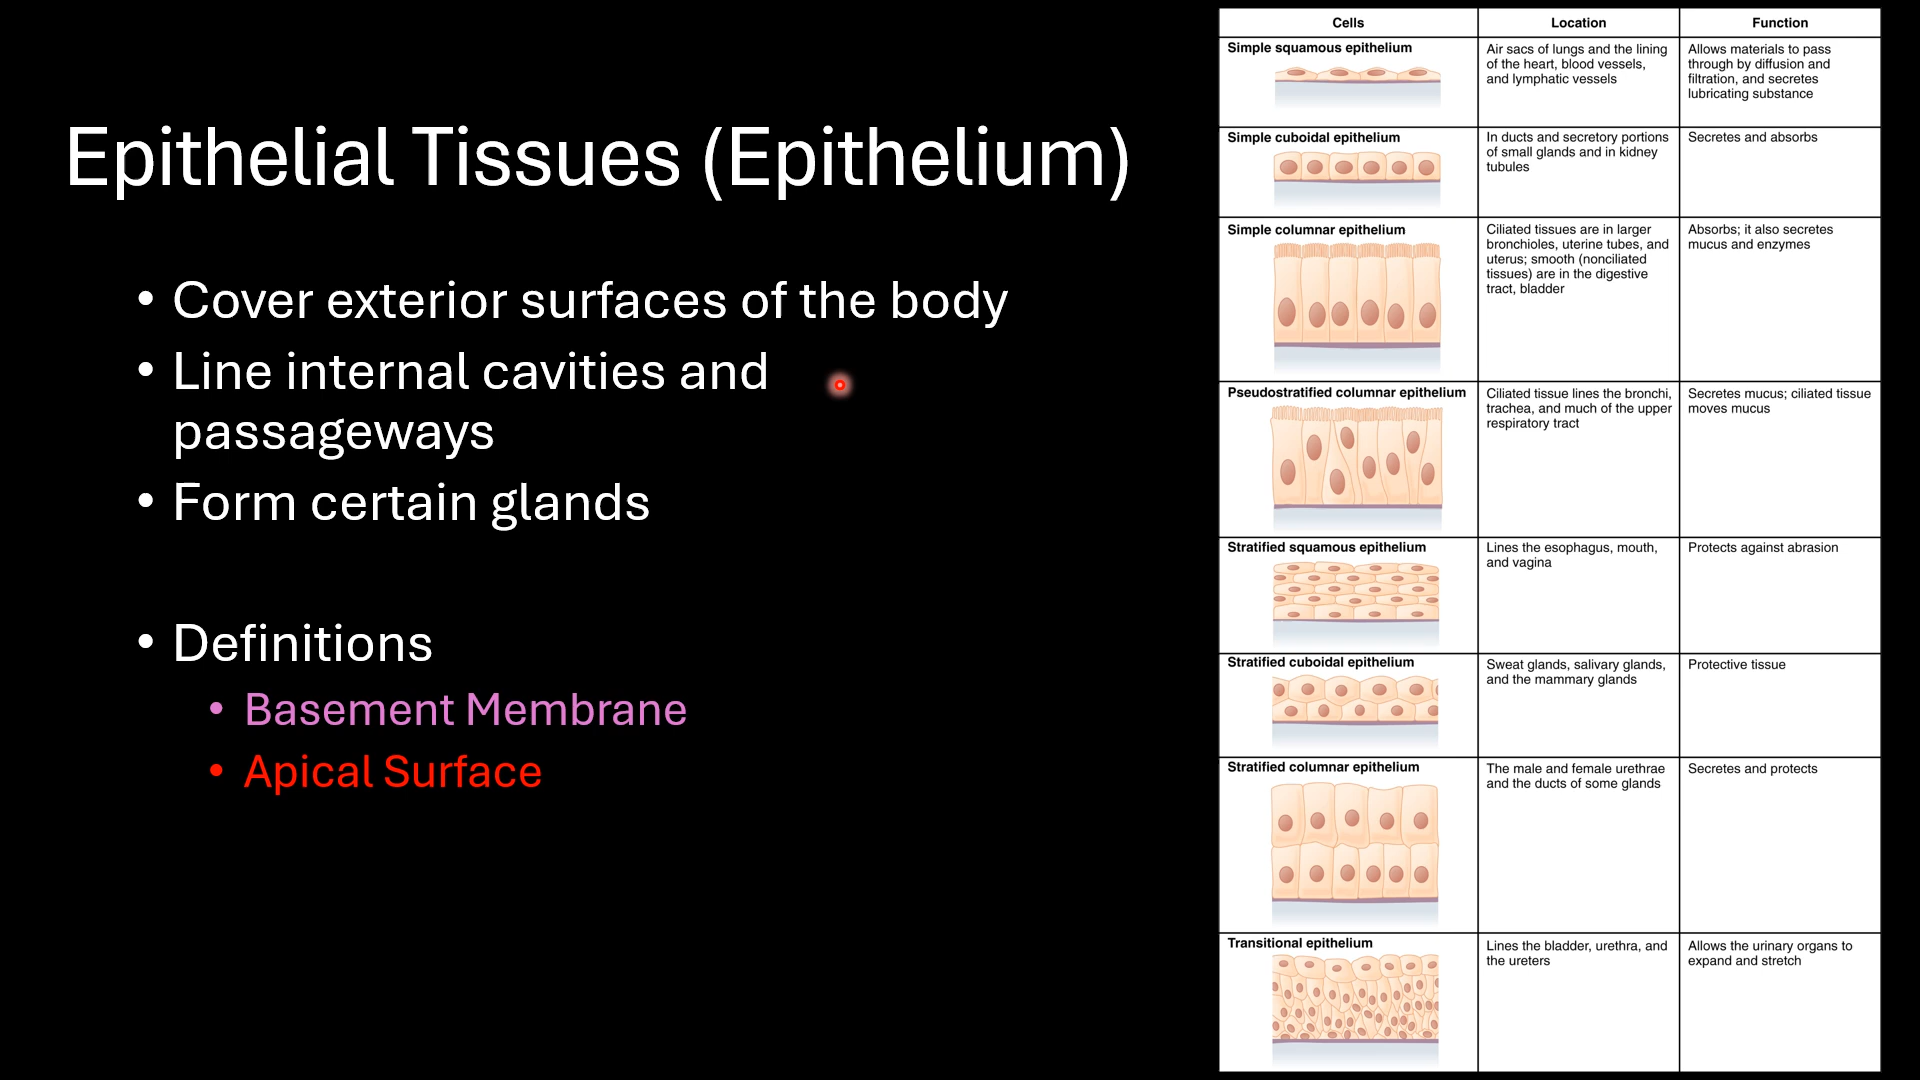 Epithelial Tissues (Epithelium)
• Cover exterior surfaces of the body
• Line internal cavities and
passageways
• Form certain glands
• Definitions
• Basement Membrane
• Apical Surface
Cells
Location
Function
Simple squamous epithelium
Air sacs of lungs and the lining
of the heart, blood vessels,
and lymphatic vessels
Allows materials to pass
through by diffusion and
filtration, and secretes
lubricating substance
Simple cuboidal epithelium
In ducts and secretory portions
of small glands and in kidney
tubules
Secretes and absorbs
Simple columnar epithelium
Ciliated tissues are in larger
bronchioles, uterine tubes, and
uterus; smooth (nonciliated
tissues) are in the digestive
tract, bladder
Absorbs; it also secretes
mucus and enzymes
Pseudostratified columnar epithelium
Ciliated tissue lines the bronchi,
trachea, and much of the upper
respiratory tract
Secretes mucus; ciliated tissue
moves mucus
Stratified squamous epithelium
Lines the esophagus, mouth,
and vagina
Protects against abrasion
Stratified cuboidal epithelium
Sweat glands, salivary glands,
and the mammary glands
Protective tissue
Stratified columnar epithelium
The male and female urethrae
and the ducts of some glands
Secretes and protects
Transitional epithelium
Lines the bladder, urethra, and
the ureters
Allows the urinary organs to
expand and stretch